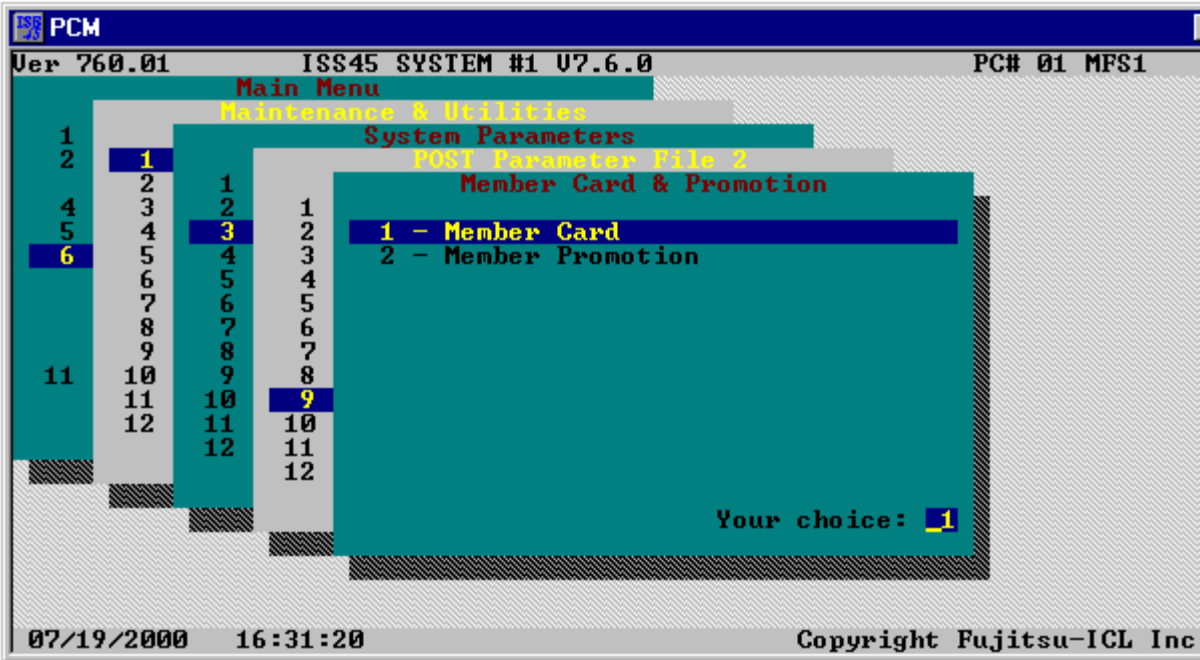 ISS 45 PCM
Ver 760.01 ISS45 SYSTEM #1 V7.6.0 PC# 01 MFS1
Main Menu
Maintenance & Utilities
1 System Parameters
2 1 POST Parameter File 2
2 1 Member Card & Promotion
4 3 2 1
5 4 3 2 1 - Member Card
6 5 4 3 2 - Member Promotion
6 5 4
7 6 5
8 7 6
9 8 7
11 10 9 8
11 10 9
12 11 10
12 11
12
Your choice: _1
07/19/2000 16:31:20 Copyright Fujitsu-ICL Inc